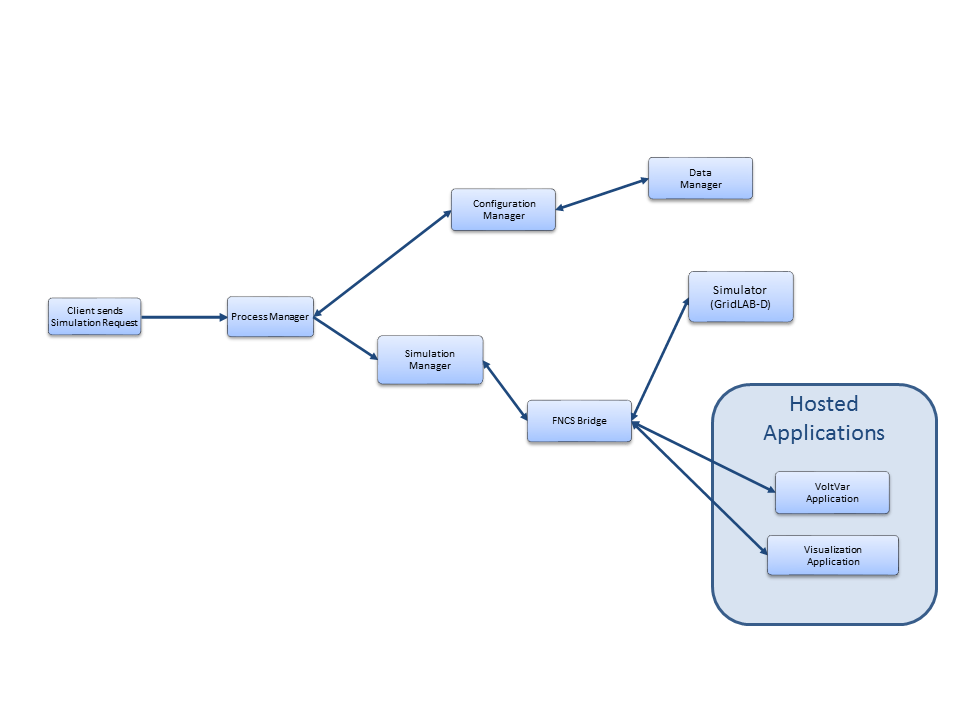 Data
Manager
Configuration
Manager
Simulator
(GridLAB-D)
Client sends
Simulation Request
Process Manager
Simulation
Manager
FNCS Bridge
Hosted
Applications
VoltVar
Application
Visualization
Application